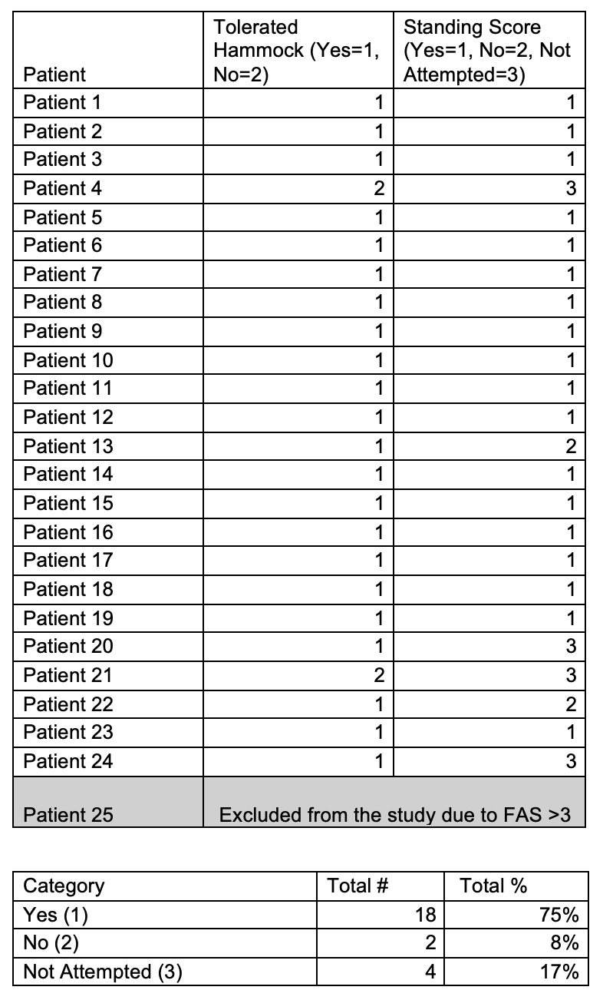 Patient Tolerated Hammock (Yes=1, No=2) Standing Score (Yes=1, No=2, Not Attempted=3)
Patient 1 1 1
Patient 2 1 1
Patient 3 1 1
Patient 4 2 3
Patient 5 1 1
Patient 6 1 1
Patient 7 1 1
Patient 8 1 1
Patient 9 1 1
Patient 10 1 1
Patient 11 1 1
Patient 12 1 1
Patient 13 1 2
Patient 14 1 1
Patient 15 1 1
Patient 16 1 1
Patient 17 1 1
Patient 18 1 1
Patient 19 1 1
Patient 20 1 3
Patient 21 2 3
Patient 22 1 2
Patient 23 1 1
Patient 24 1 3
Patient 25 Excluded from the study due to FAS >3
Category Total # Total %
Yes (1) 18 75%
No (2) 2 8%
Not Attempted (3) 4 17%